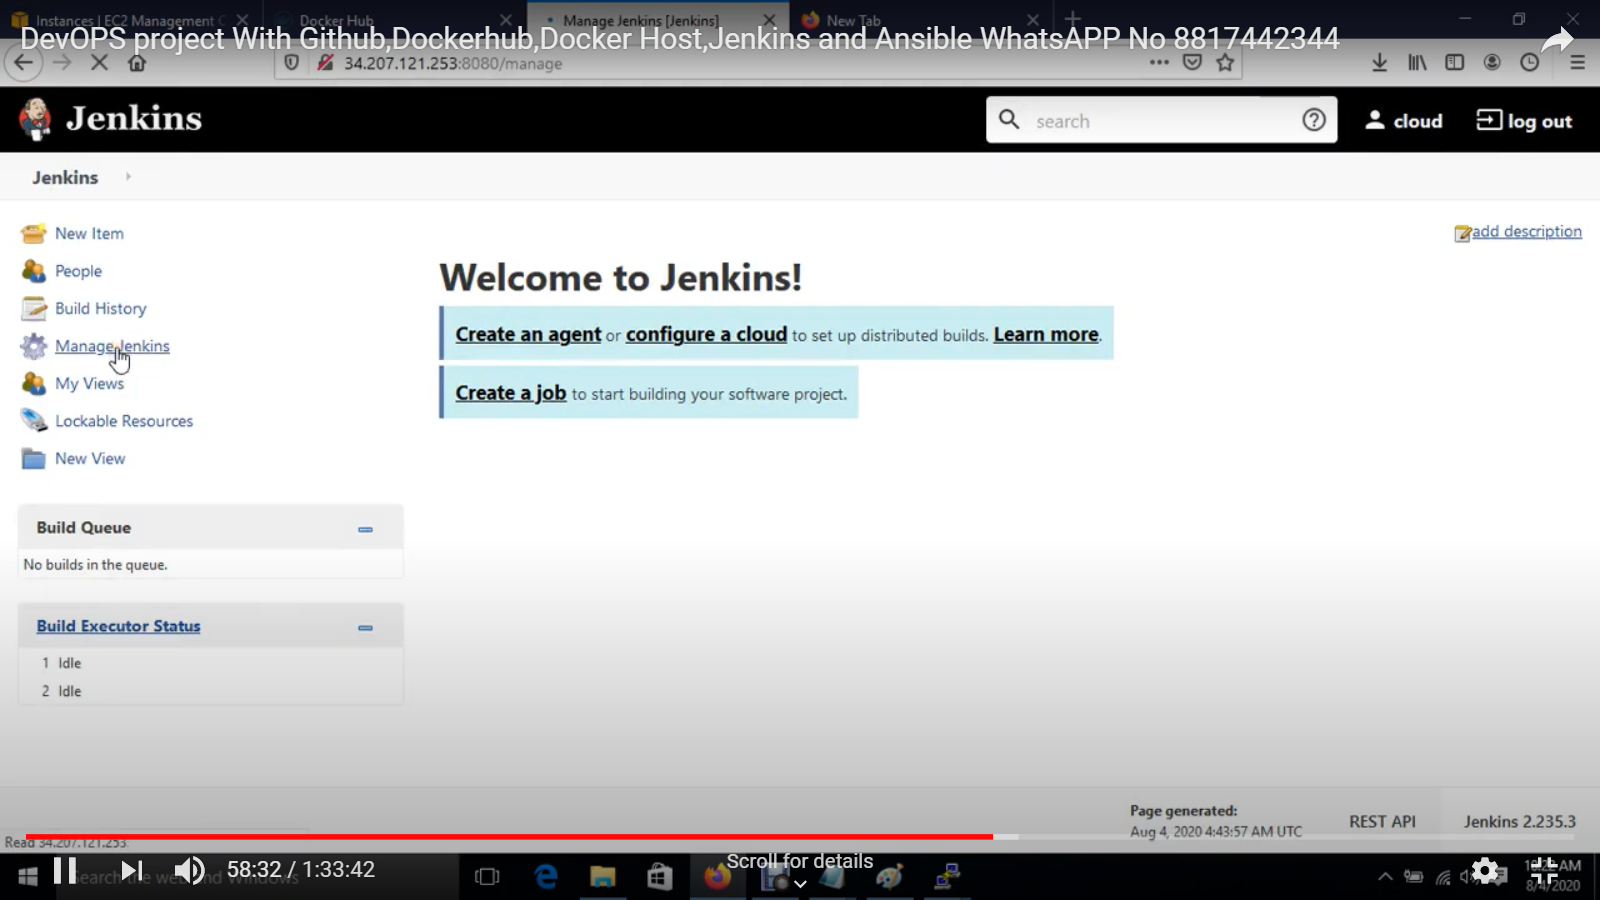 Instances | EC2 Management C
Docker Hub
Manage Jenkins [Jenkins]
New Tab
DevOPS project With Github,Dockerhub,Docker Host,Jenkins and Ansible WhatsAPP No 8817442344
34.207.121.253:8080/manage
Jenkins
search
cloud
log out
Jenkins
New Item
add description
People
Build History
Manage Jenkins
My Views
Lockable Resources
New View
Welcome to Jenkins!
Create an agent or configure a cloud to set up distributed builds. Learn more.
Create a job to start building your software project.
Build Queue
No builds in the queue.
Build Executor Status
1 Idle
2 Idle
Page generated:
Aug 4, 2020 4:43:57 AM UTC
REST API
Jenkins 2.235.3
Read 34.207.121.253:
58:32 / 1:33:42
Search the web and Windows
Scroll for details
AM
8/4/2020